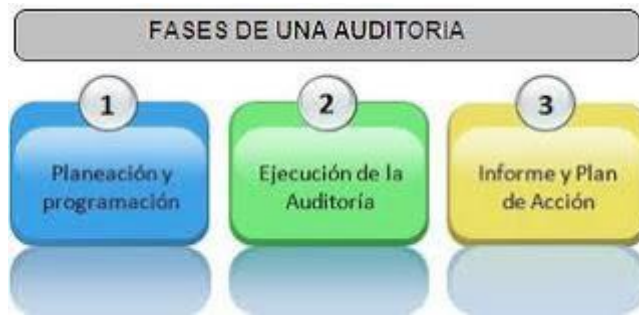 FASES DE UNA AUDITORIA
1
Planeación y
programación
2
Ejecución de la
Auditoría
3
Informe y Plan
de Acción